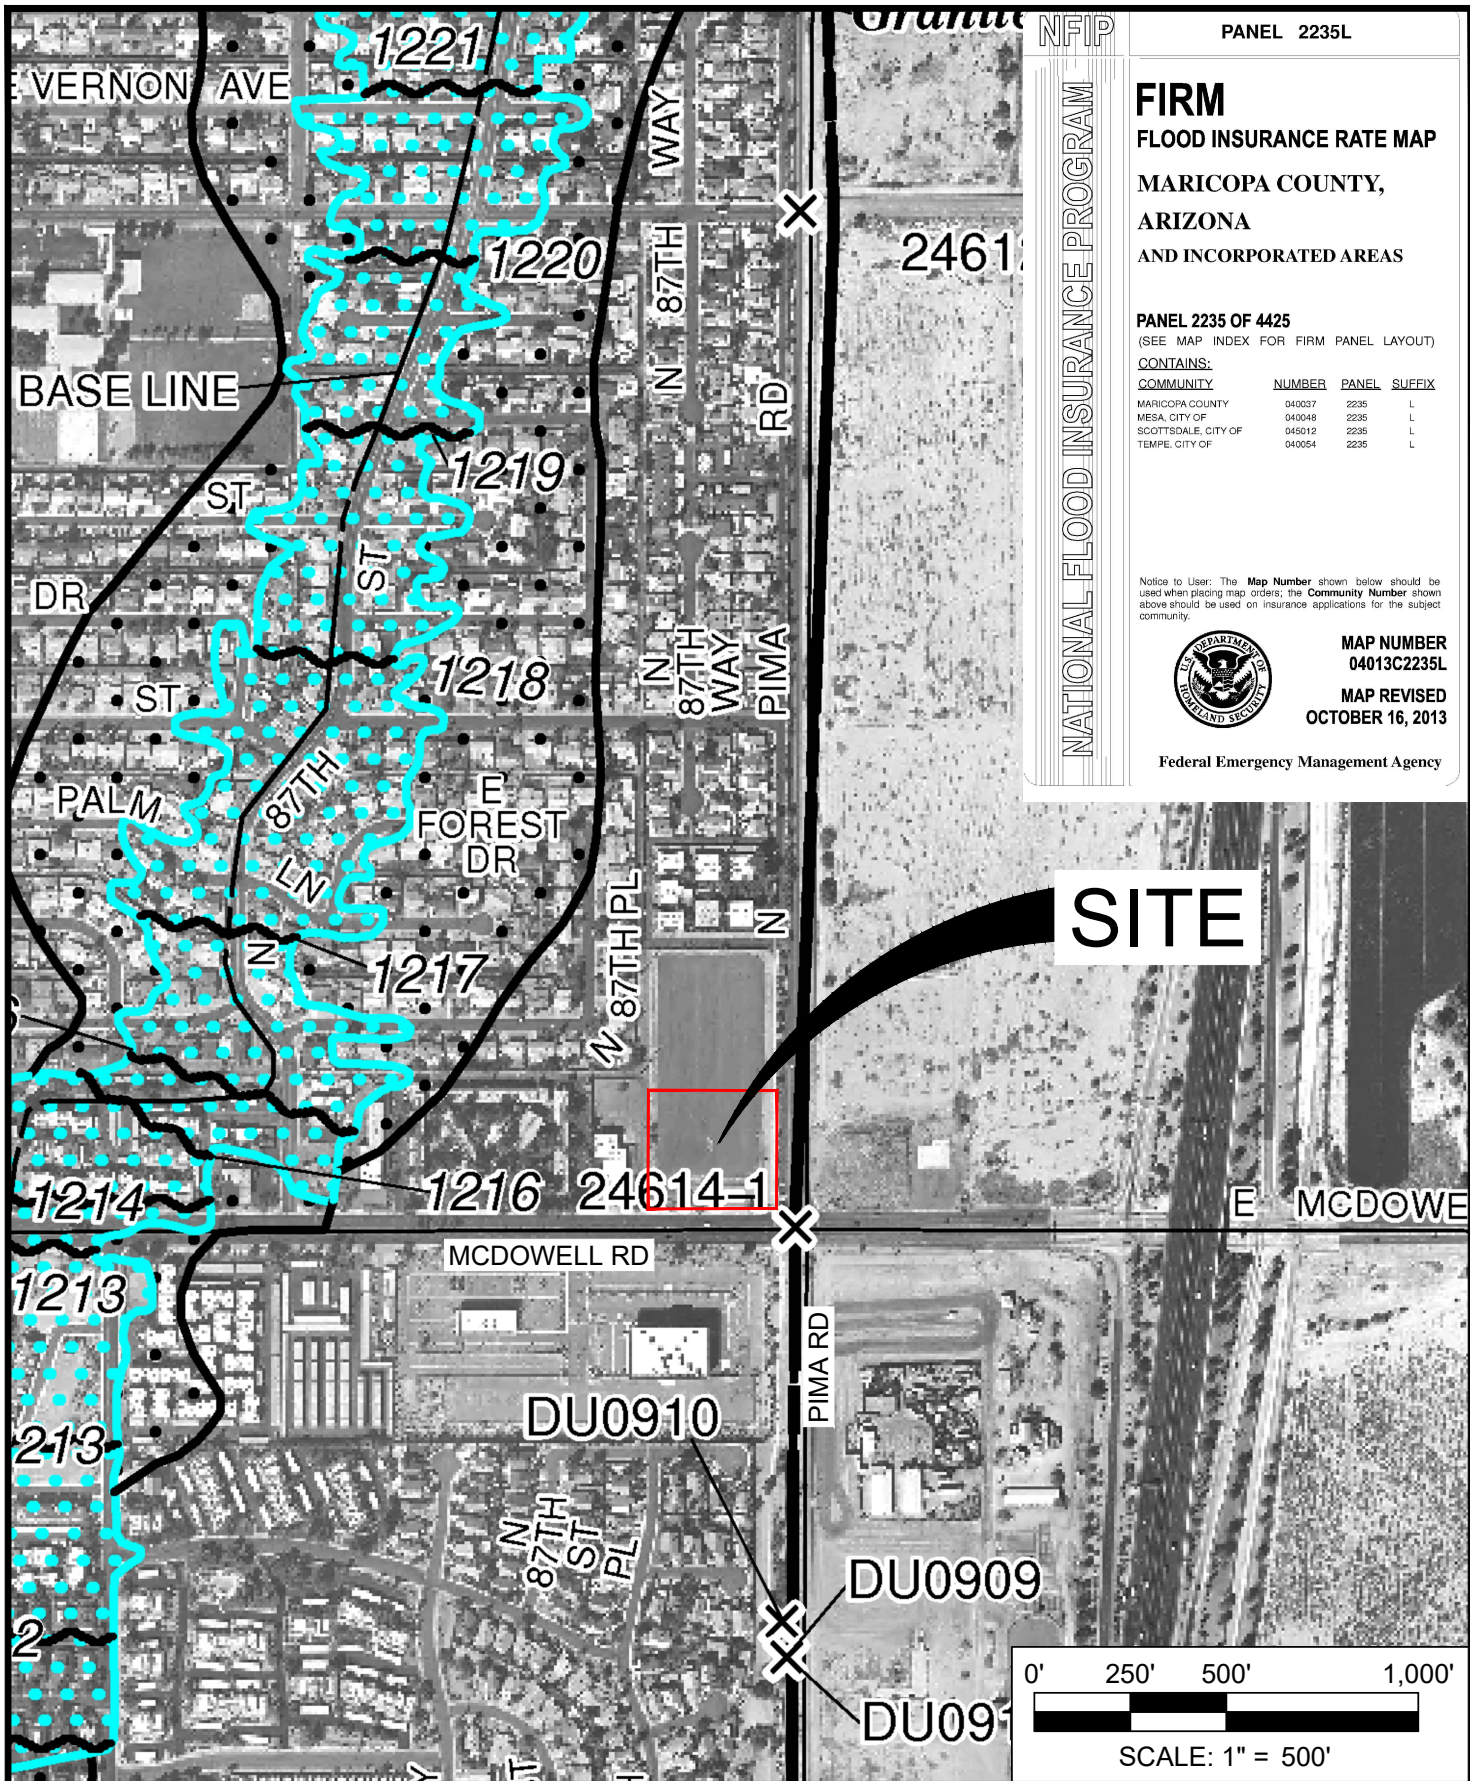 1221
E VERNON AVE
WAY
1220
N 87TH
24612
BASE LINE
RD
1219
ST
ST
DR
1218
N
87TH
WAY
PIMA
ST
87TH
PALM
E
FOREST
DR
LN
N 87TH PL
N
N
1217
SITE
1214
1216
24614-1
E MCDOWE
MCDOWELL RD
1213
PIMA RD
DU0910
213
N
87TH
ST
PL
DU0909
2
DU091
NFIP
PANEL 2235L
NATIONAL FLOOD INSURANCE PROGRAM
FIRM
FLOOD INSURANCE RATE MAP
MARICOPA COUNTY,
ARIZONA
AND INCORPORATED AREAS
PANEL 2235 OF 4425
(SEE MAP INDEX FOR FIRM PANEL LAYOUT)
CONTAINS:
COMMUNITY NUMBER PANEL SUFFIX
MARICOPA COUNTY 040037 2235 L
MESA, CITY OF 040048 2235 L
SCOTTSDALE, CITY OF 045012 2235 L
TEMPE, CITY OF 040054 2235 L
Notice to User: The Map Number shown below should be
used when placing map orders; the Community Number shown
above should be used on insurance applications for the subject
community.
U.S. DEPARTMENT OF
HOMELAND SECURITY
MAP NUMBER
04013C2235L
MAP REVISED
OCTOBER 16, 2013
Federal Emergency Management Agency
0' 250' 500' 1,000'
SCALE: 1" = 500'